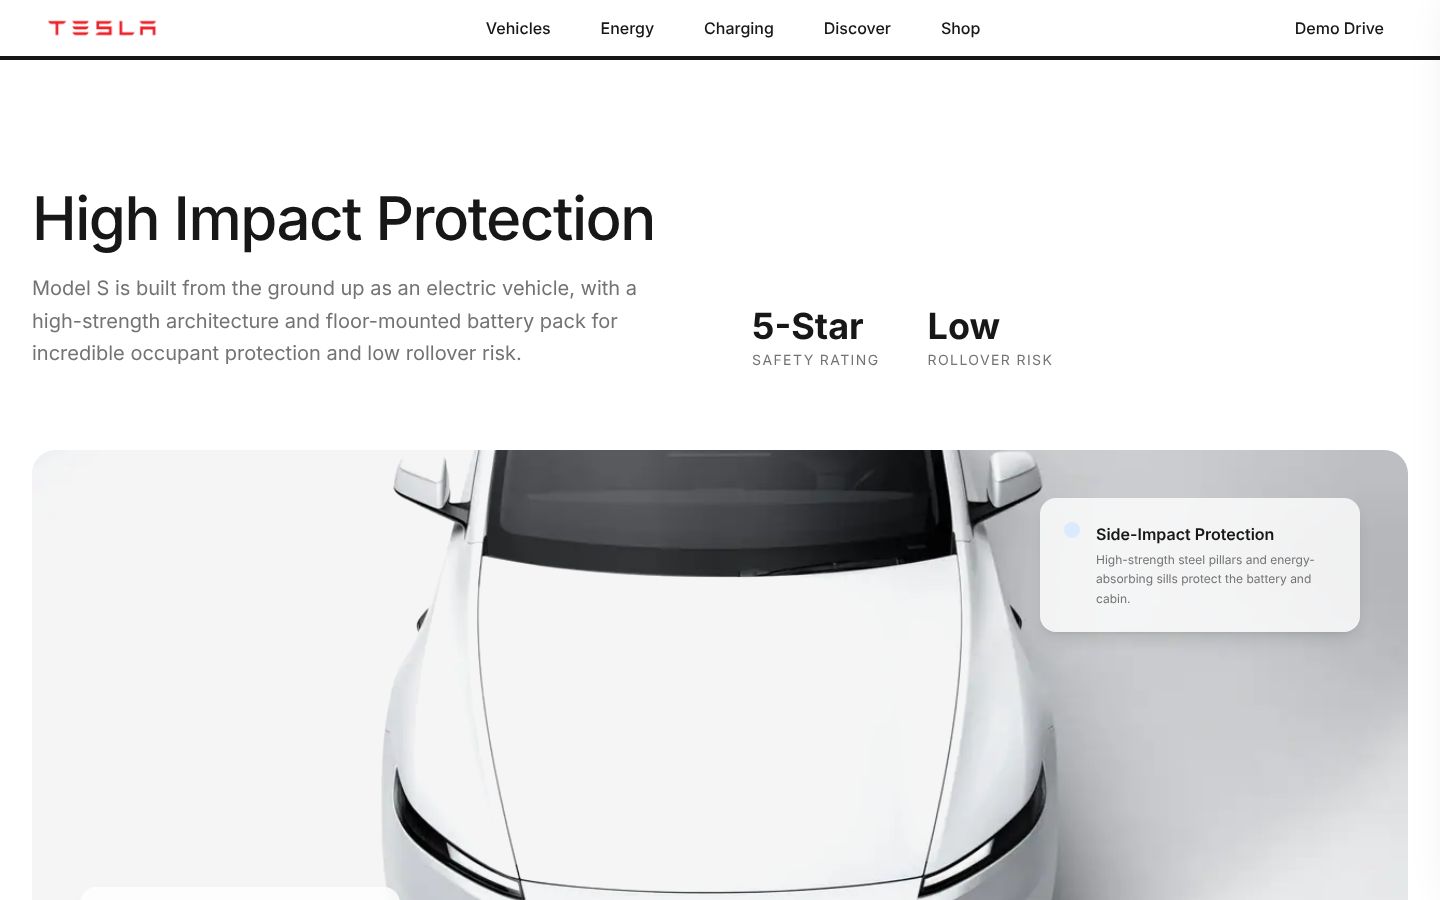 TESLA
Vehicles
Energy
Charging
Discover
Shop
Demo Drive
High Impact Protection
Model S is built from the ground up as an electric vehicle, with a
high-strength architecture and floor-mounted battery pack for
incredible occupant protection and low rollover risk.
5-Star
SAFETY RATING
Low
ROLLOVER RISK
Side-Impact Protection
High-strength steel pillars and energy-
absorbing sills protect the battery and
cabin.